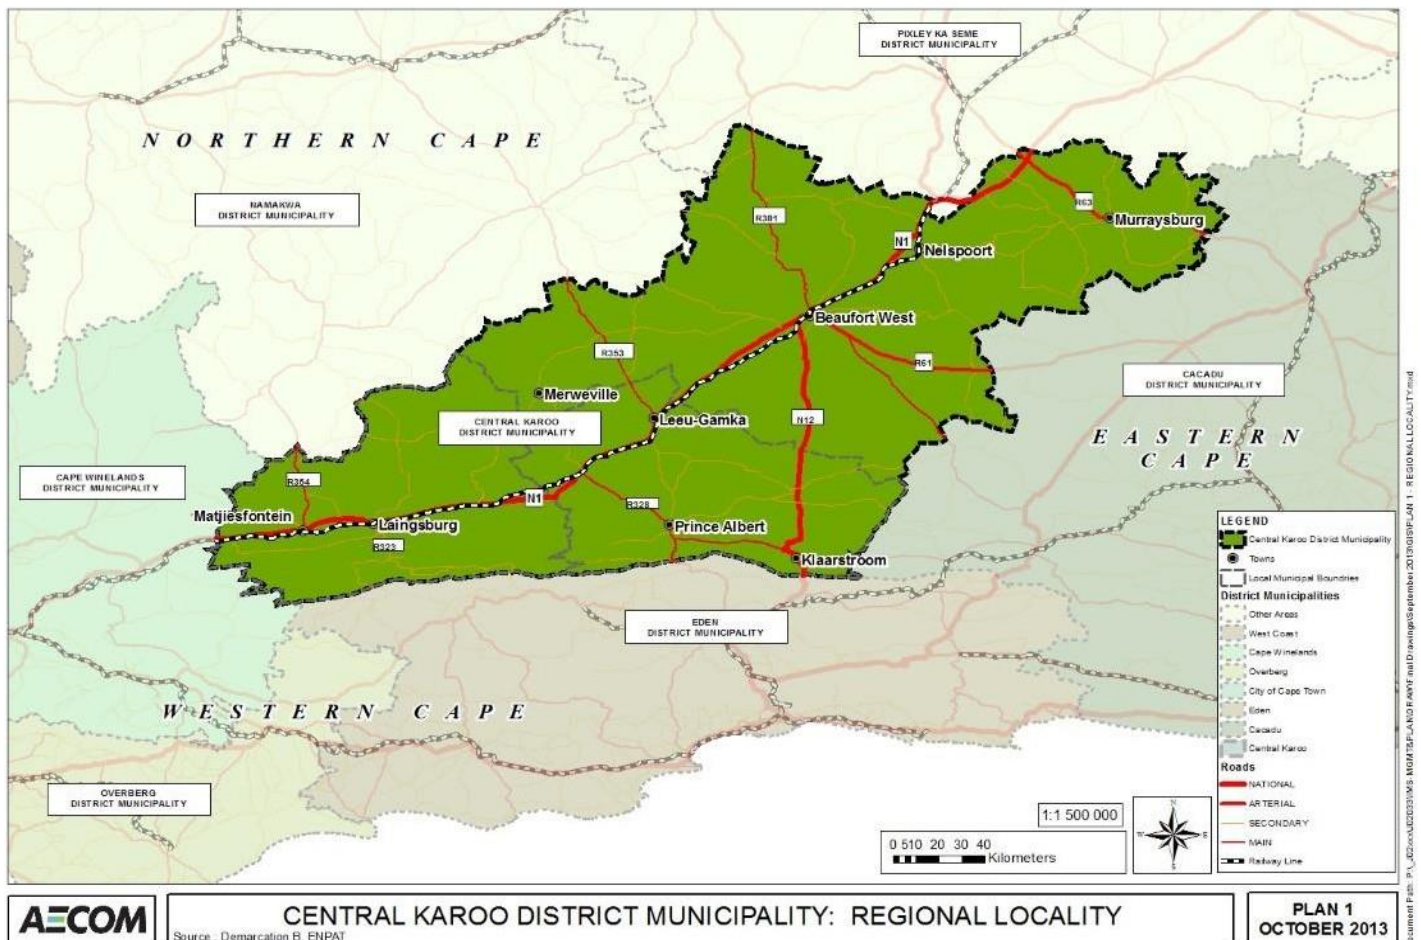 PIXLEY KA SEME
DISTRICT MUNICIPALITY
NORTHERN CAPE
NAMAKWA
DISTRICT MUNICIPALITY
R381
R63
Murraysburg
N1
Nelspoort
Beaufort West
R353
R61
CACADU
DISTRICT MUNICIPALITY
Merweville
Leeu-Gamka
N12
CENTRAL KAROO
DISTRICT MUNICIPALITY
EASTERN
CAPE
CAPE WINELANDS
DISTRICT MUNICIPALITY
R354
N1
R328
Matjiesfontein
Laingsburg
Prince Albert
R323
Klaarstroom
EDEN
DISTRICT MUNICIPALITY
WESTERN CAPE
OVERBERG
DISTRICT MUNICIPALITY
LEGEND
Central Karoo District Municipality
Towns
Local Municipal Boundries
District Municipalities
Other Areas
West Coast
Cape Winelands
Overberg
City of Cape Town
Eden
Cacadu
Central Karoo
Roads
NATIONAL
ARTERIAL
SECONDARY
MAIN
Railway Line
1:1 500 000
N
W E
S
0 510 20 30 40
Kilometers
AECOM
CENTRAL KAROO DISTRICT MUNICIPALITY: REGIONAL LOCALITY
Source : Demarcation B, ENPAT
PLAN 1
OCTOBER 2013